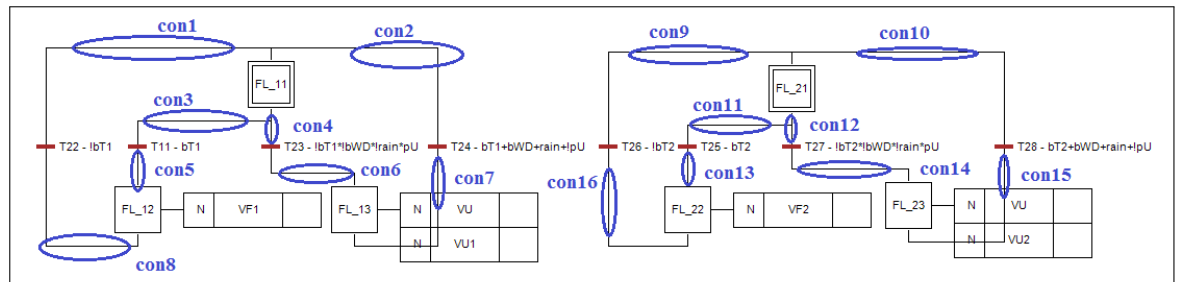 con1 con2 con9 con10
FL_11 FL_21
con3 con4 con11 con12
T22 - !bT1 T11 - bT1 T23 - !bT1*!bWD*!rain*pU T24 - bT1+bWD+rain+!pU T26 - !bT2 T25 - bT2 T27 - !bT2*!bWD*!rain*pU T28 - bT2+bWD+rain+!pU
con5 con6 con7 con16 con13 con14 con15
FL_12 N VF1 FL_13 N VU FL_22 N VF2 FL_23 N VU
N VU1 N VU2
con8